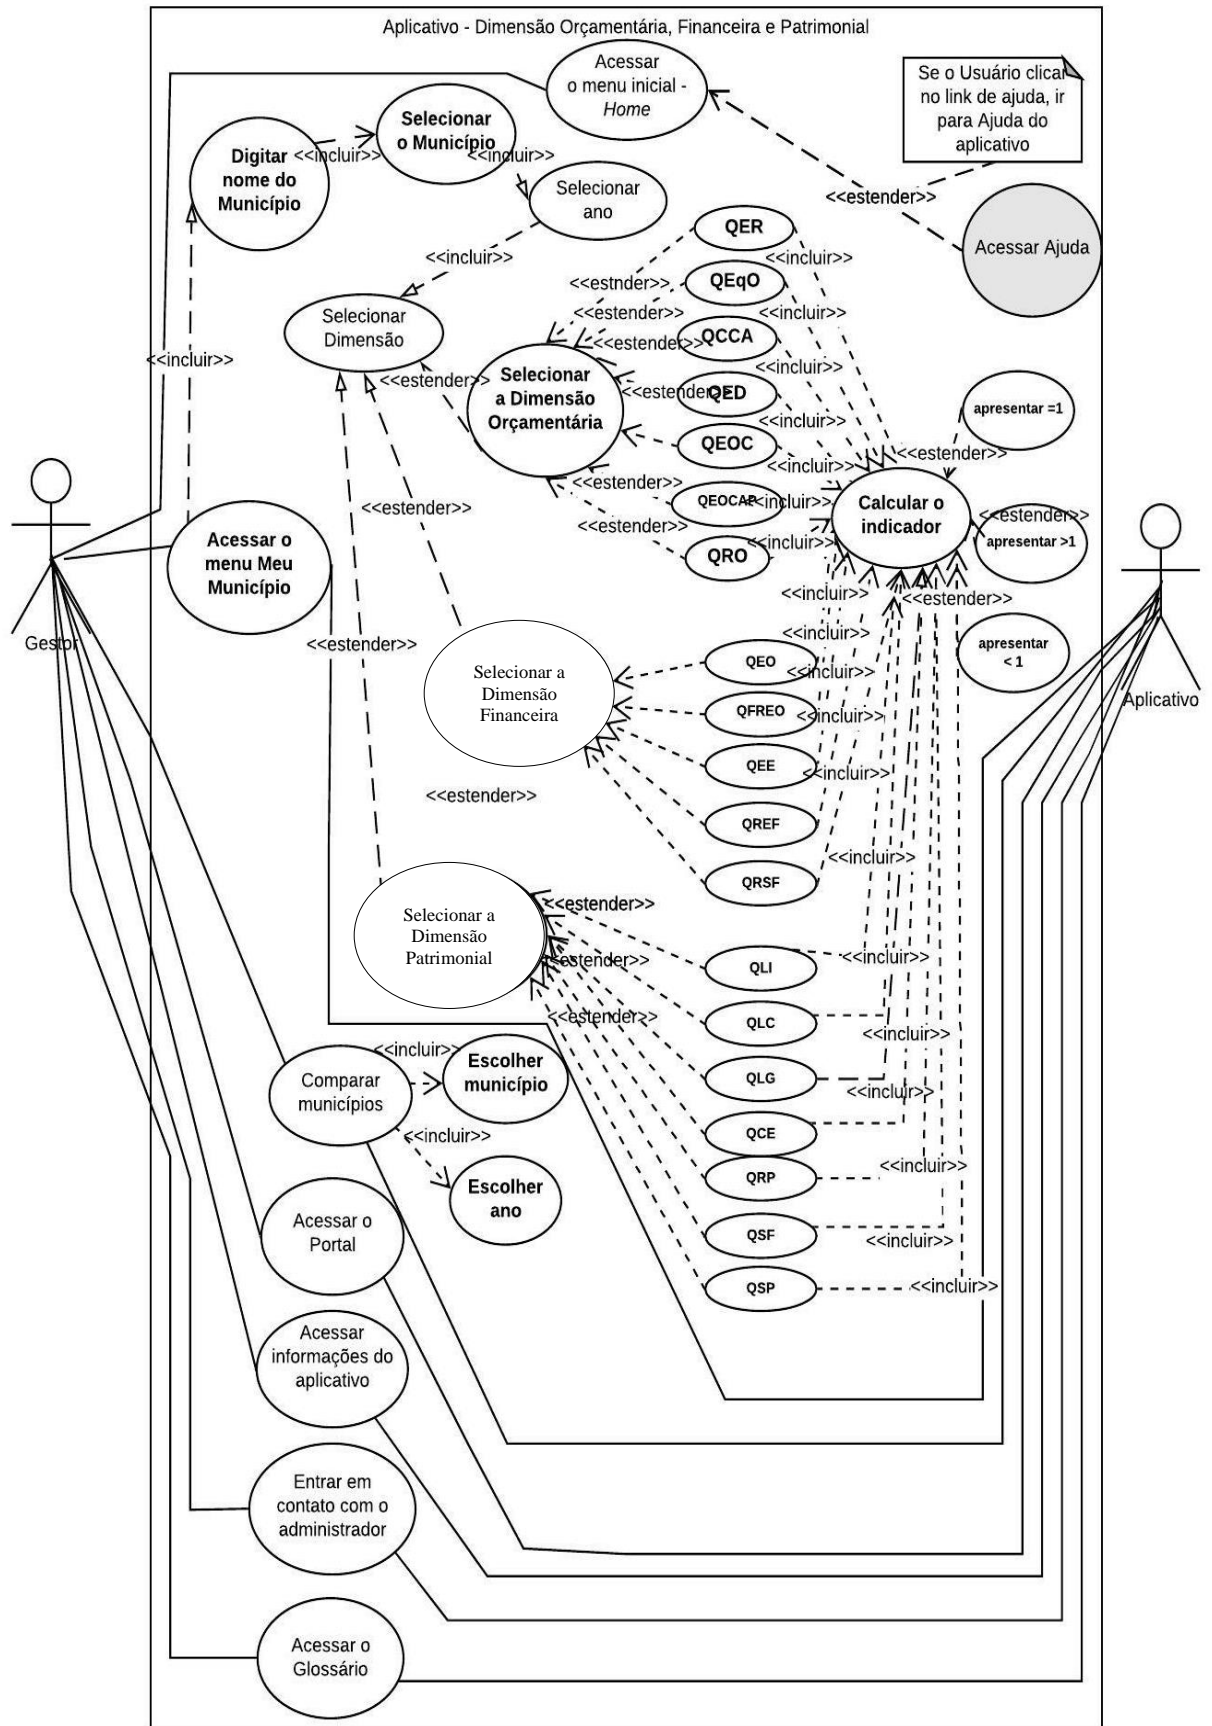 Aplicativo - Dimensão Orçamentária, Financeira e Patrimonial
Acessar
o menu inicial -
Home
Se o Usuário clicar
no link de ajuda, ir
para Ajuda do
aplicativo
Selecionar
o Município
Digitar
nome do
Município
<<incluir>>
<<incluir>>
Selecionar
ano
<<estender>>
Acessar Ajuda
QER
<<incluir>>
<<incluir>>
QEqO
<<estnder>>
<<estender>>
<<incluir>>
Selecionar
Dimensão
QCCA
<<estender>>
<<incluir>>
<<incluir>>
<<estender>>
Selecionar
a Dimensão
Orçamentária
<<estender>>
QED
apresentar =1
<<incluir>>
QEOC
<<estender>>
<<incluir>>
<<estender>>
QEOCAP
<<incluir>>
Calcular o
indicador
<<estender>>
<<estender>>
<<estender>>
apresentar >1
Acessar o
menu Meu
Município
QRO
<<incluir>>
<<incluir>>
<<estender>>
Gestor
<<estender>>
<<incluir>>
apresentar
< 1
QEO
<<incluir>>
Selecionar a
Dimensão
Financeira
QFREO
<<incluir>>
Aplicativo
QEE
<<incluir>>
<<estender>>
QREF
<<incluir>>
QRSF
Selecionar a
Dimensão
Patrimonial
<<estender>>
<<estender>>
QLI
<<incluir>>
<<estender>>
QLC
<<incluir>>
<<incluir>>
Comparar
municípios
Escolher
município
QLG
<<incluir>>
<<incluir>>
QCE
<<incluir>>
QRP
Escolher
ano
Acessar o
Portal
QSF
<<incluir>>
QSP
<<incluir>>
Acessar
informações do
aplicativo
Entrar em
contato com o
administrador
Acessar o
Glossário